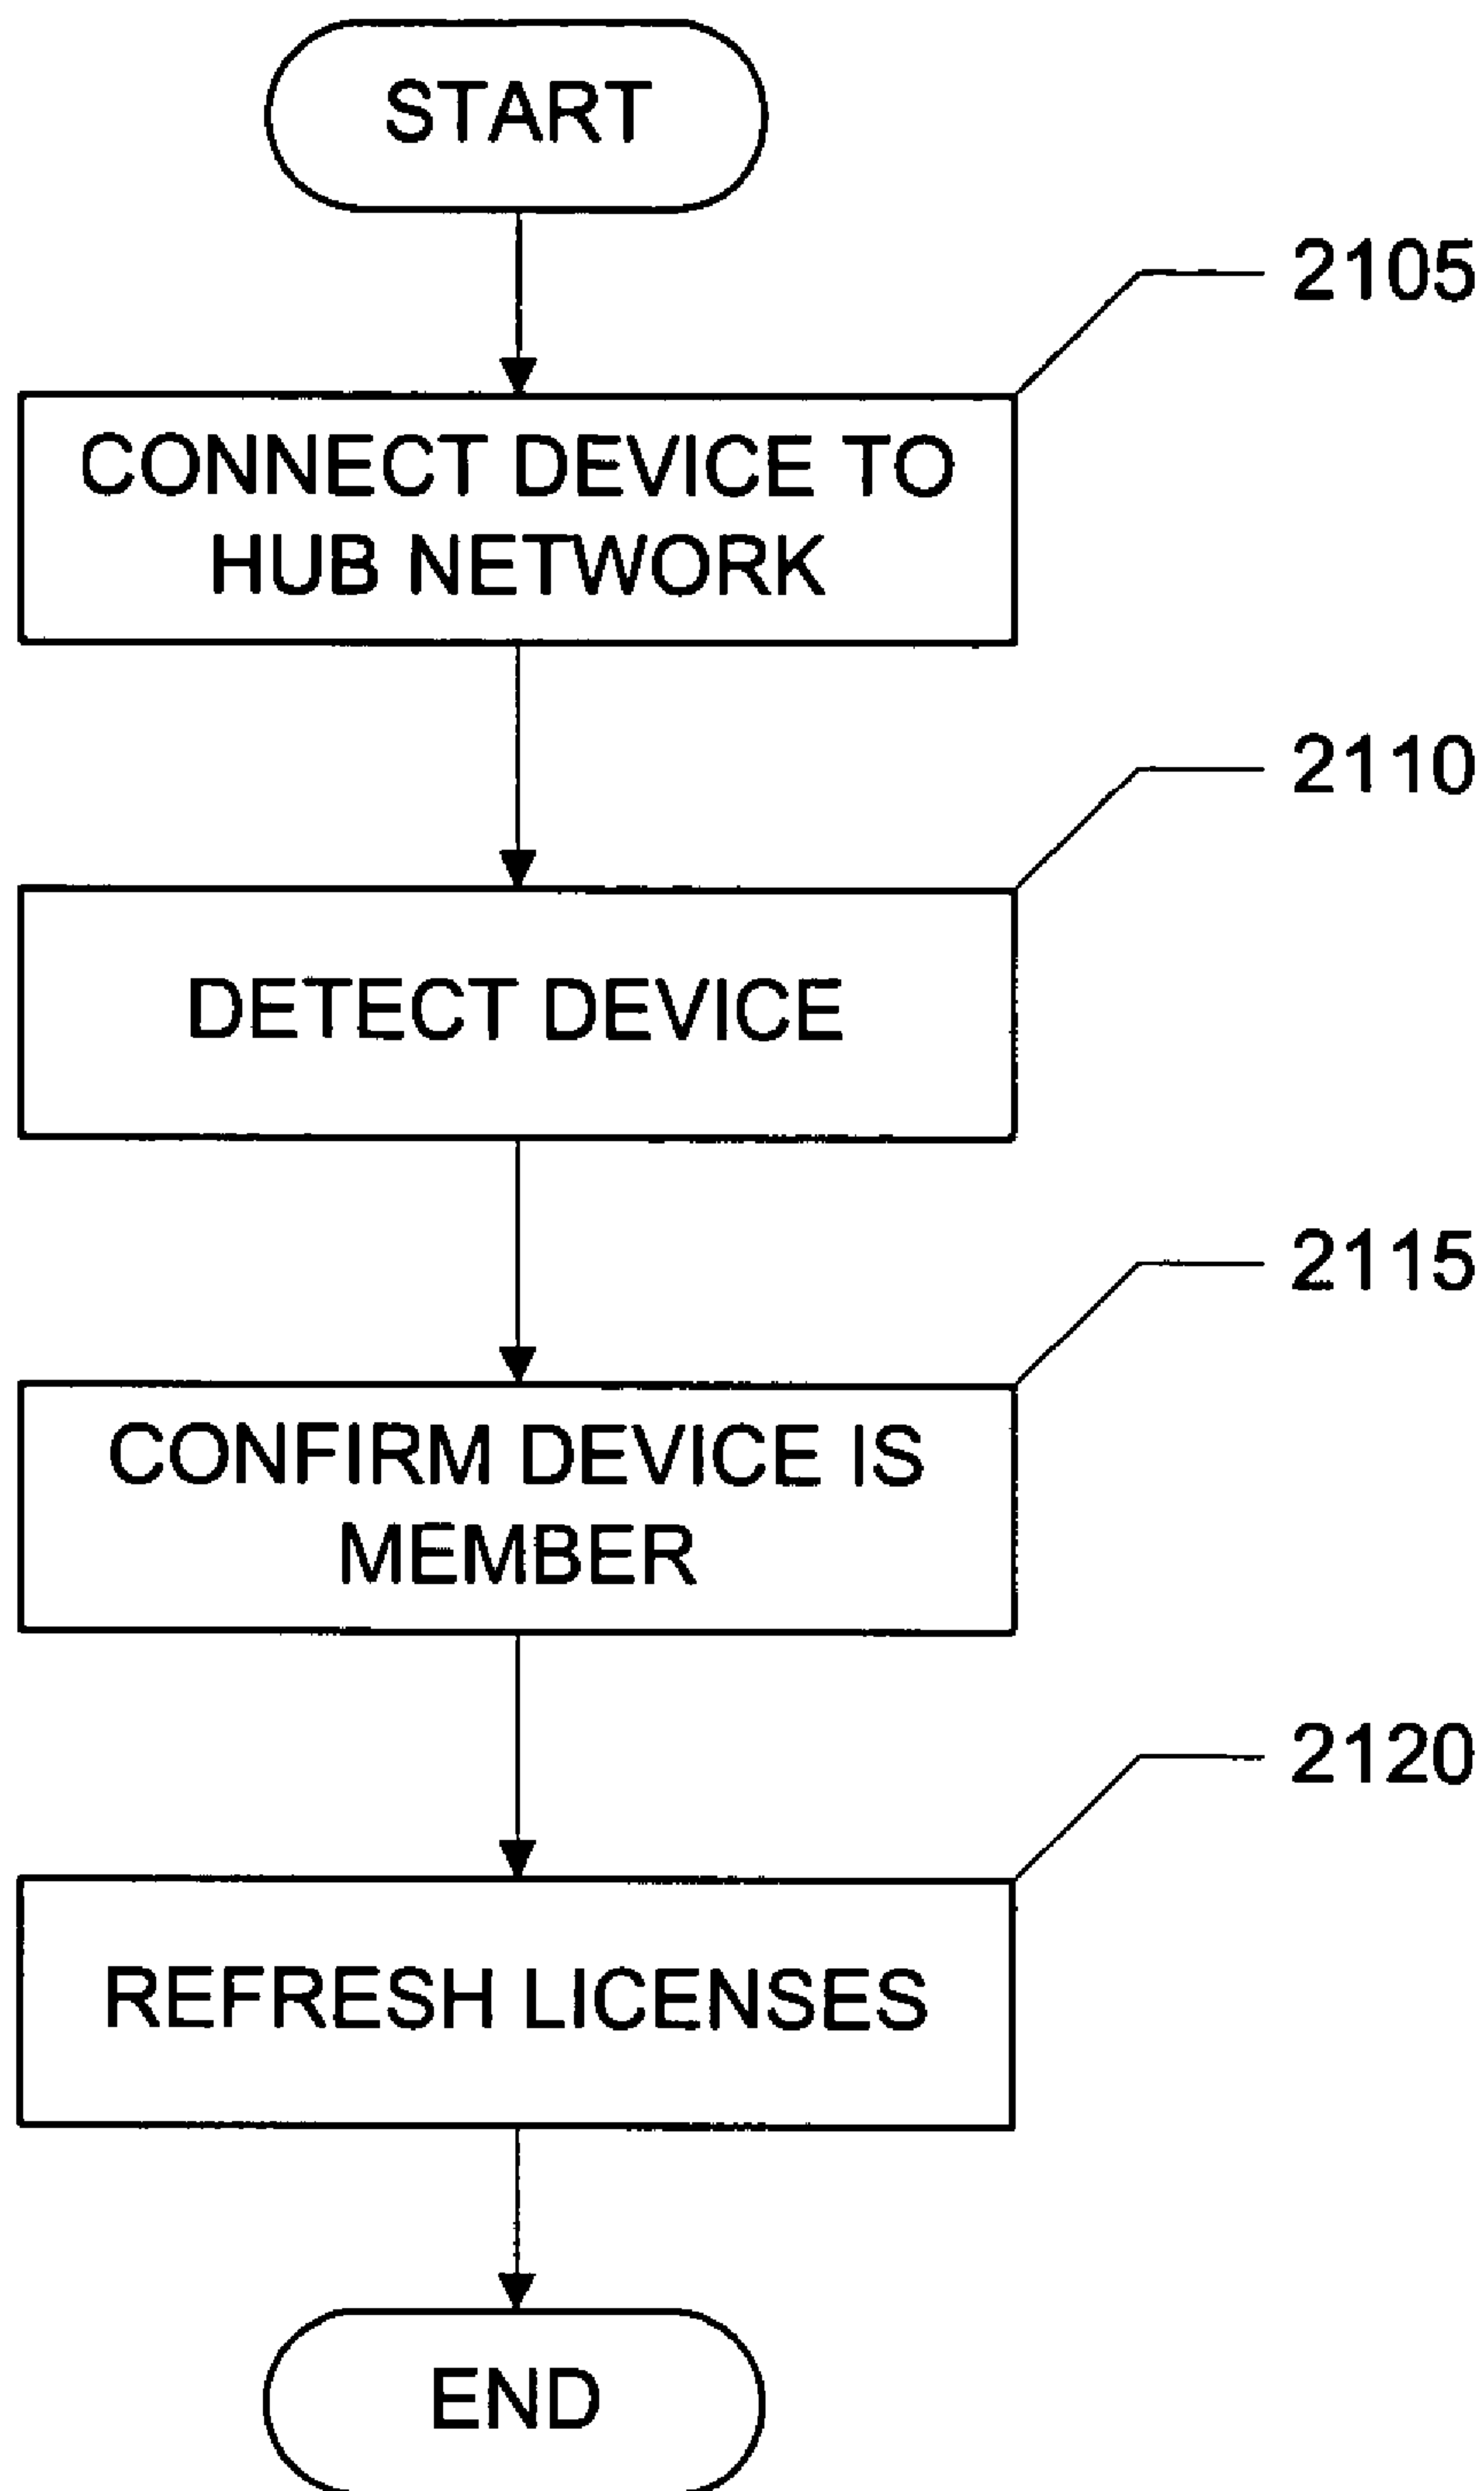 START
2105
CONNECT DEVICE TO
HUB NETWORK
2110
DETECT DEVICE
2115
CONFIRM DEVICE IS
MEMBER
2120
REFRESH LICENSES
END